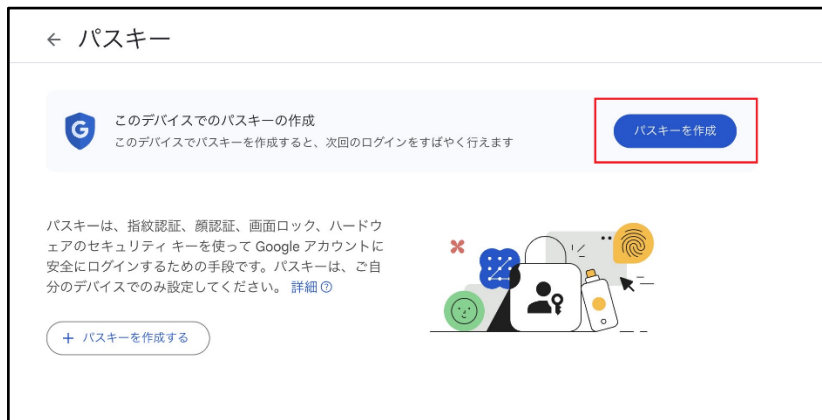 ← パスキー
このデバイスでのパスキーの作成
このデバイスでパスキーを作成すると、次回のログインをすばやく行えます
パスキーを作成
パスキーは、指紋認証、顔認証、画面ロック、ハードウ
ェアのセキュリティ キーを使って Google アカウントに
安全にログインするための手段です。パスキーは、ご自
分のデバイスでのみ設定してください。 詳細
+ パスキーを作成する